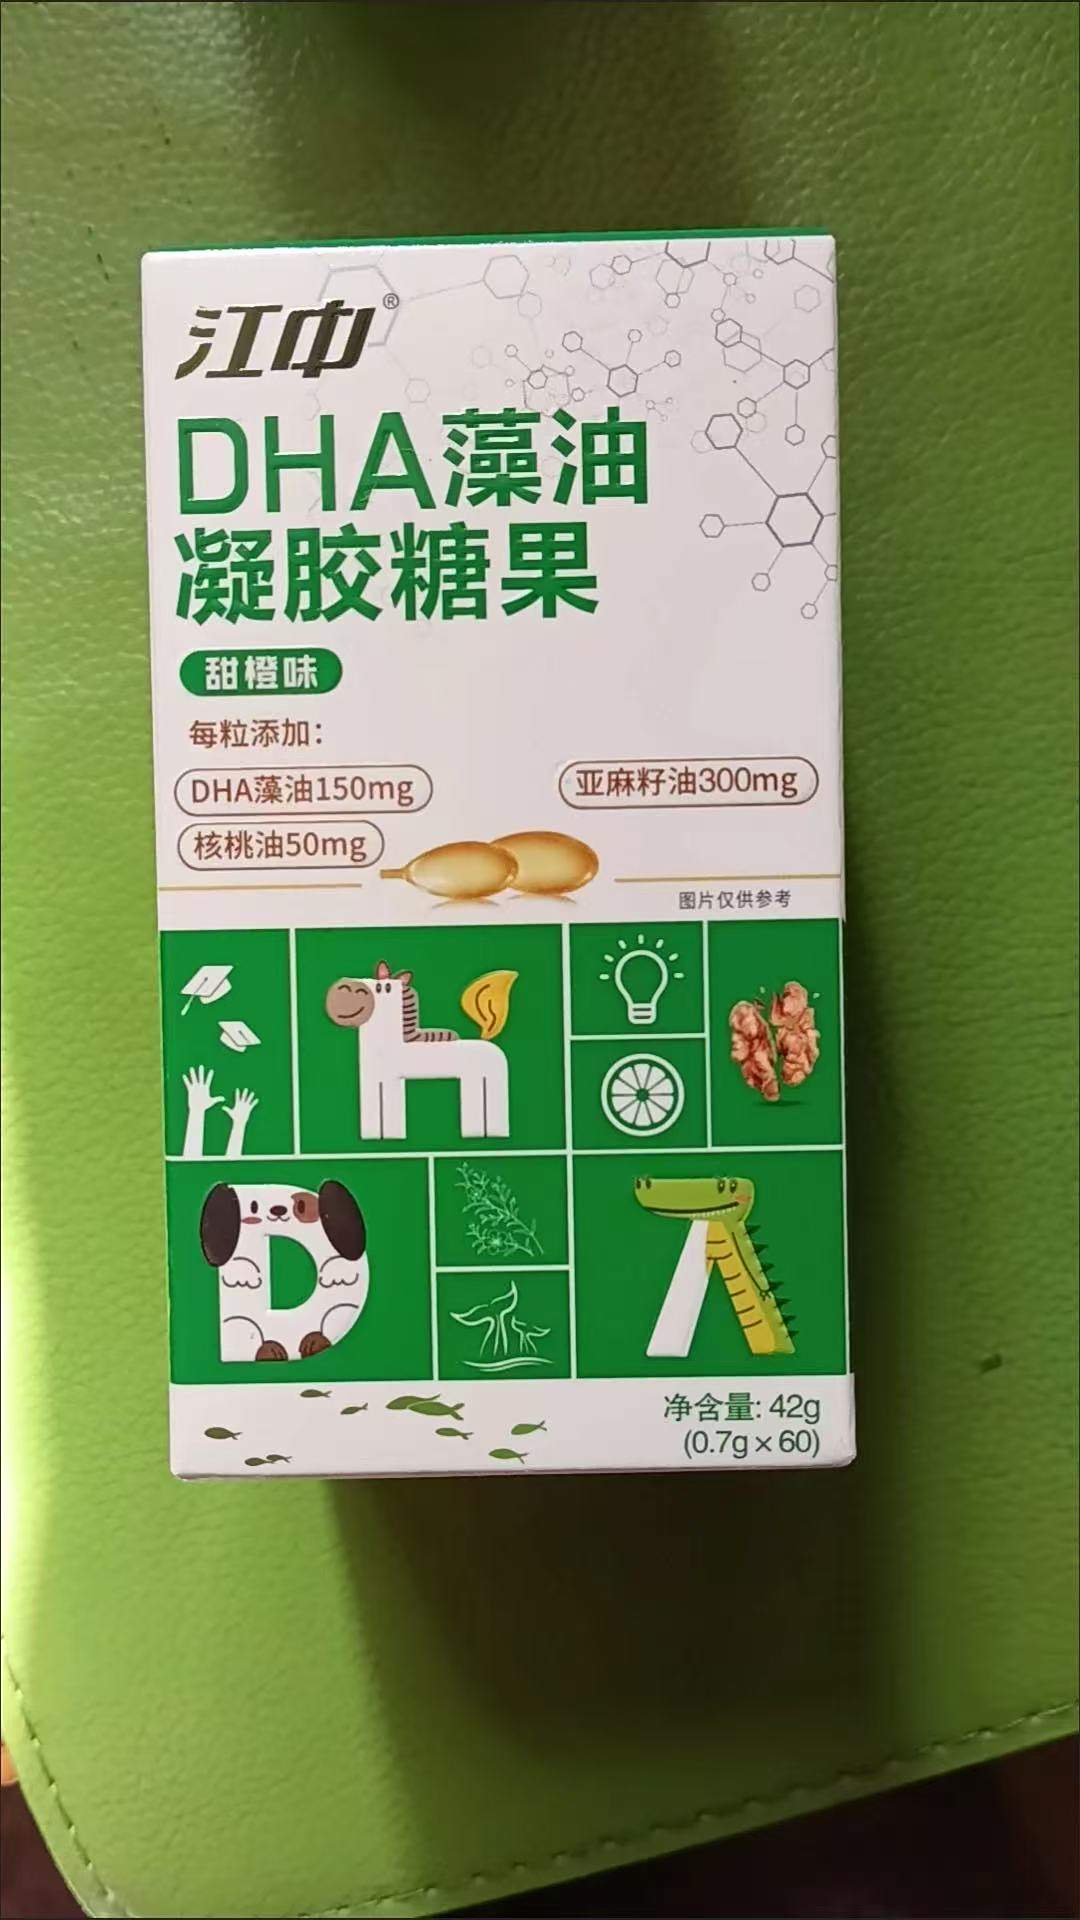 江中®
DHA藻油
凝胶糖果
甜橙味
每粒添加：
DHA藻油150mg
亚麻籽油300mg
核桃油50mg
图片仅供参考
DHA
净含量: 42g
(0.7g×60)